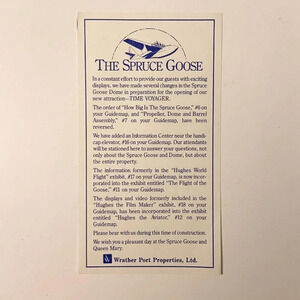 THE SPRUCE GOOSE
In a constant effort to provide our guests with exciting
displays, we have made several changes in the Spruce
Goose Dome in preparation for the opening of our
new attraction—TIME VOYAGER.
The order of "How Big Is The Spruce Goose," #6 on
your Guidemap, and "Propeller, Dome and Barrel
Assembly," #7 on your Guidemap, have been
reversed.
We have added an Information Center near the handi-
cap elevator, #16 on your Guidemap. Our attendants
will be stationed here to answer your questions, not
only about the Spruce Goose and Dome, but about
the entire property.
The information formerly in the "Hughes World
Flight" exhibit, #17 on your Guidemap, is now incor-
porated into the exhibit entitled "The Flight of the
Goose," #11 on your Guidemap.
The displays and video formerly included in the
"Hughes the Film Maker" exhibit, #18 on your
Guidemap, has been incorporated into the exhibit
entitled "Hughes the Aviator," #12 on your
Guidemap.
Please bear with us during this time of construction.
We wish you a pleasant day at the Spruce Goose and
Queen Mary.
Wrather Port Properties, Ltd.